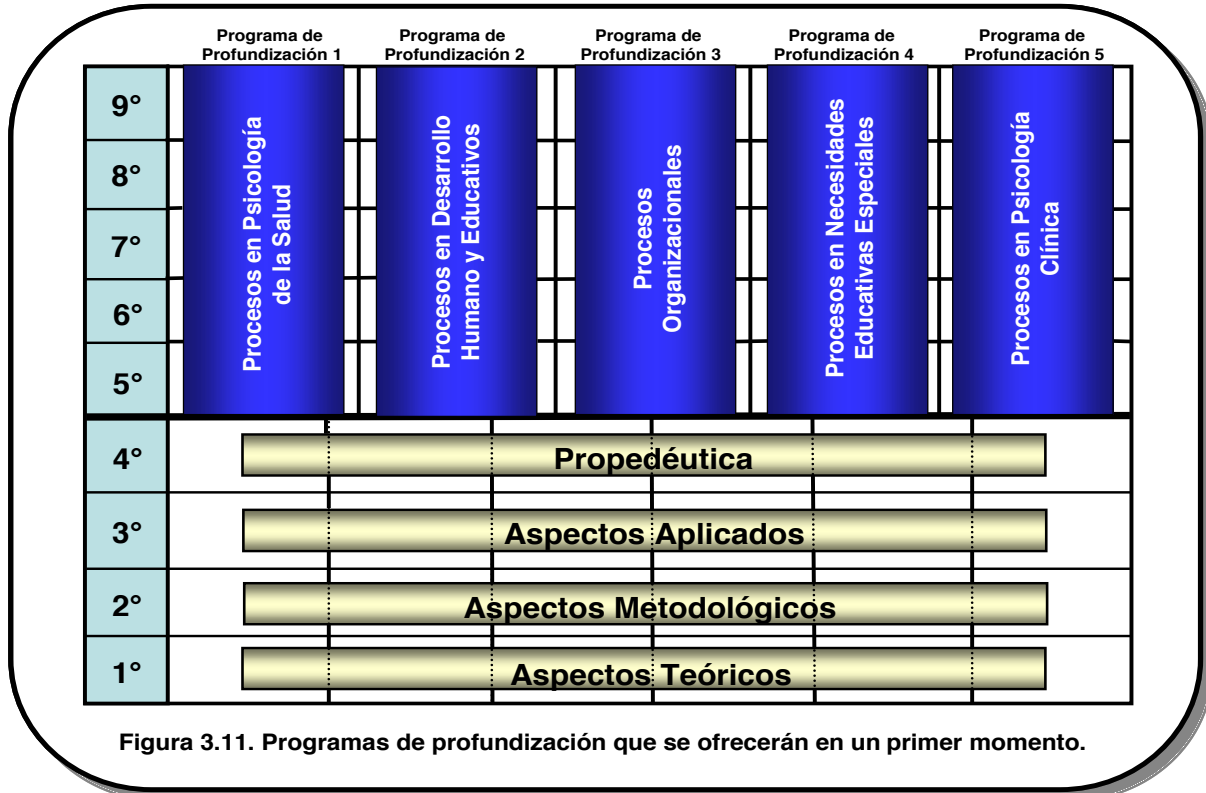 Programa de
Profundización 1
Programa de
Profundización 2
Programa de
Profundización 3
Programa de
Profundización 4
Programa de
Profundización 5
9°
8°
7°
6°
5°
4°
3°
2°
1°
Procesos en Psicología
de la Salud
Procesos en Desarrollo
Humano y Educativos
Procesos
Organizacionales
Procesos en Necesidades
Educativas Especiales
Procesos en Psicología
Clínica
Propedéutica
Aspectos Aplicados
Aspectos Metodológicos
Aspectos Teóricos
Figura 3.11. Programas de profundización que se ofrecerán en un primer momento.